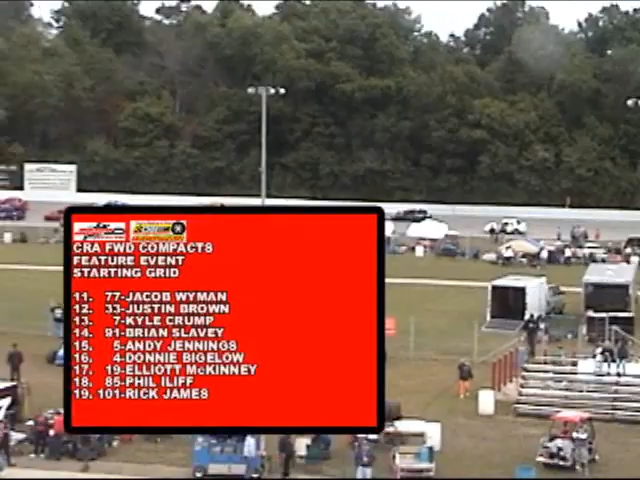 CRA FWD COMPACTS
FEATURE EVENT
STARTING GRID
11. 77-JACOB WYMAN
12. 33-JUSTIN BROWN
13. 7-KYLE CRUMP
14. 91-BRIAN SLAVEY
15. 5-ANDY JENNINGS
16. 4-DONNIE BIGELOW
17. 19-ELLIOTT McKINNEY
18. 85-PHIL ILIFF
19. 101-RICK JAMES